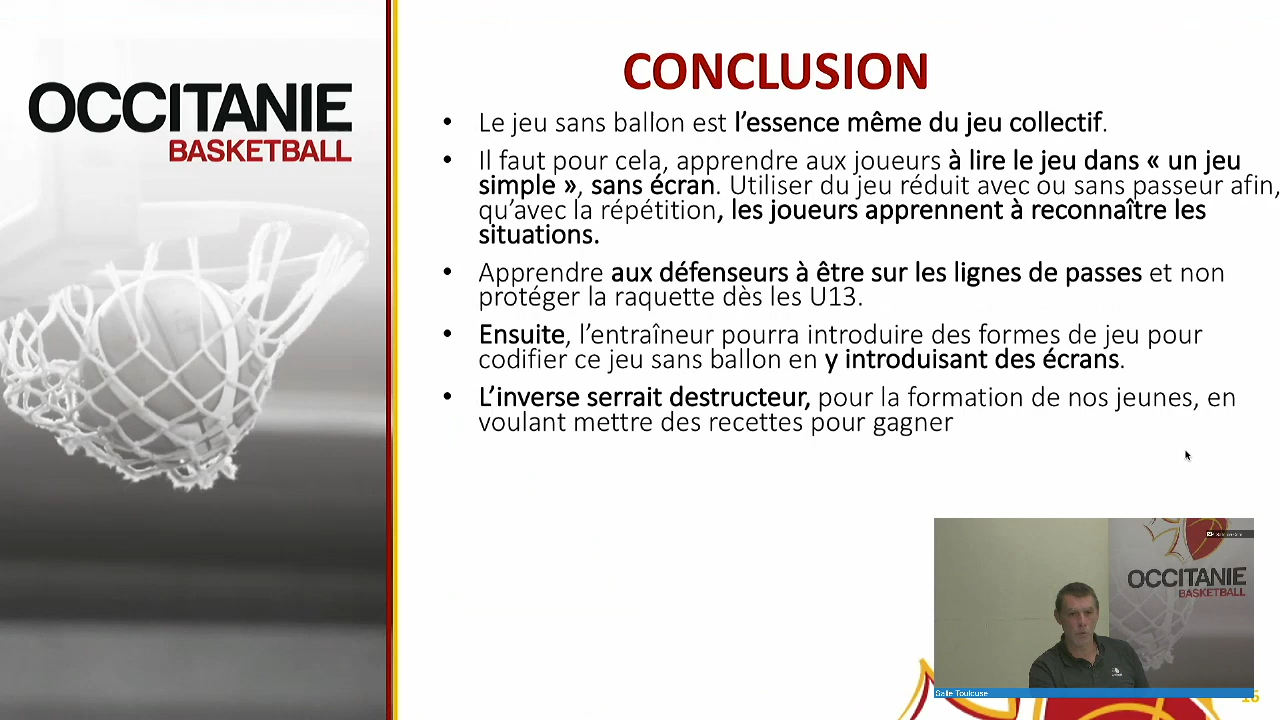 OCCITANIE
BASKETBALL
CONCLUSION
• Le jeu sans ballon est l’essence même du jeu collectif.
• Il faut pour cela, apprendre aux joueurs à lire le jeu dans « un jeu
simple », sans écran. Utiliser du jeu réduit avec ou sans passeur afin,
qu’avec la répétition, les joueurs apprennent à reconnaître les
situations.
• Apprendre aux défenseurs à être sur les lignes de passes et non
protéger la raquette dès les U13.
• Ensuite, l’entraîneur pourra introduire des formes de jeu pour
codifier ce jeu sans ballon en y introduisant des écrans.
• L’inverse serrait destructeur, pour la formation de nos jeunes, en
voulant mettre des recettes pour gagner
OCCITANIE
BASKETBALL
Salle Toulouse
16